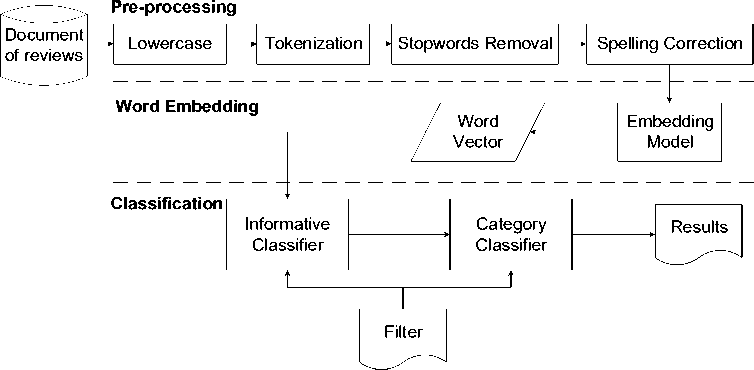 Pre-processing
Document
of reviews
Lowercase
Tokenization
Stopwords Removal
Spelling Correction
Word Embedding
Word
Vector
Embedding
Model
Classification
Informative
Classifier
Category
Classifier
Results
Filter